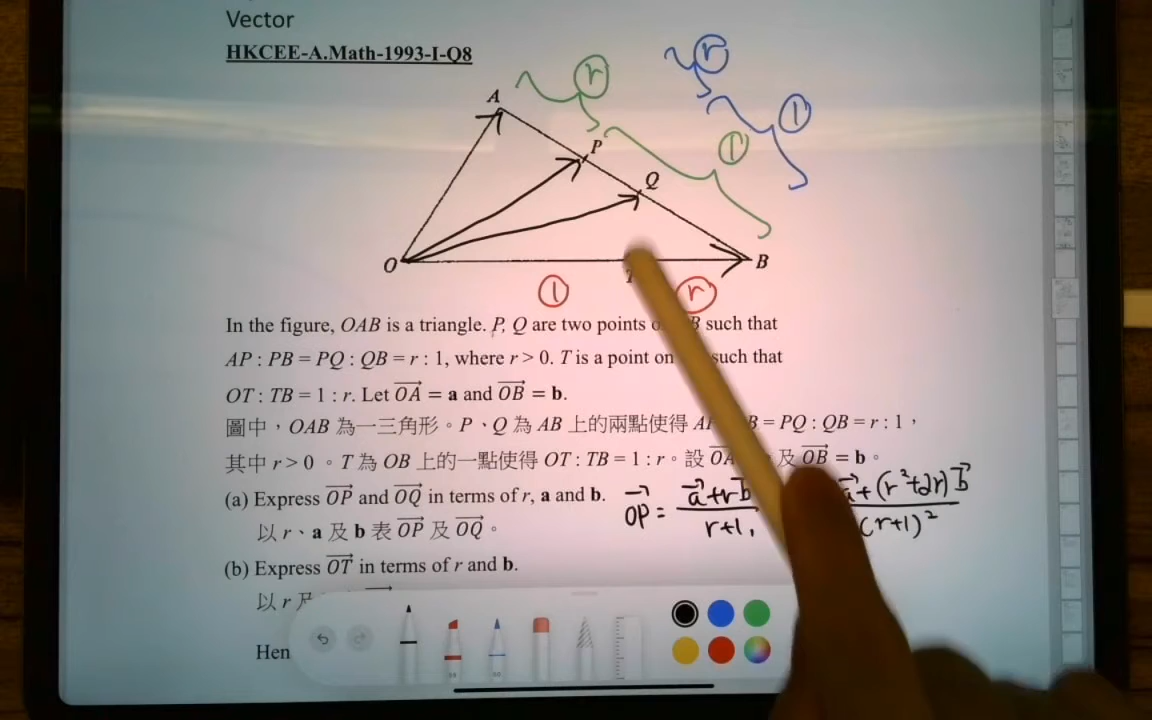 Vector
HKCEE-A.Math-1993-I-Q8
A
r
r
1
P
1
Q
O
B
1
r
In the figure, OAB is a triangle. P, Q are two points B such that
AP : PB = PQ : QB = r : 1, where r > 0. T is a point on such that
OT : TB = 1 : r. Let OA = a and OB = b.
圖中，OAB 為一三角形。P、Q 為 AB 上的兩點使得 B = PQ : QB = r : 1，
其中 r > 0 。T 為 OB 上的一點使得 OT : TB = 1 : r。設 OA 及 OB = b。
(a) Express OP and OQ in terms of r, a and b.
OP = (a + rb)/(r+1), a + (r²+2r)b/(r+1)²
以 r、a 及 b 表 OP 及 OQ。
(b) Express OT in terms of r and b.
以 r 及
Hen